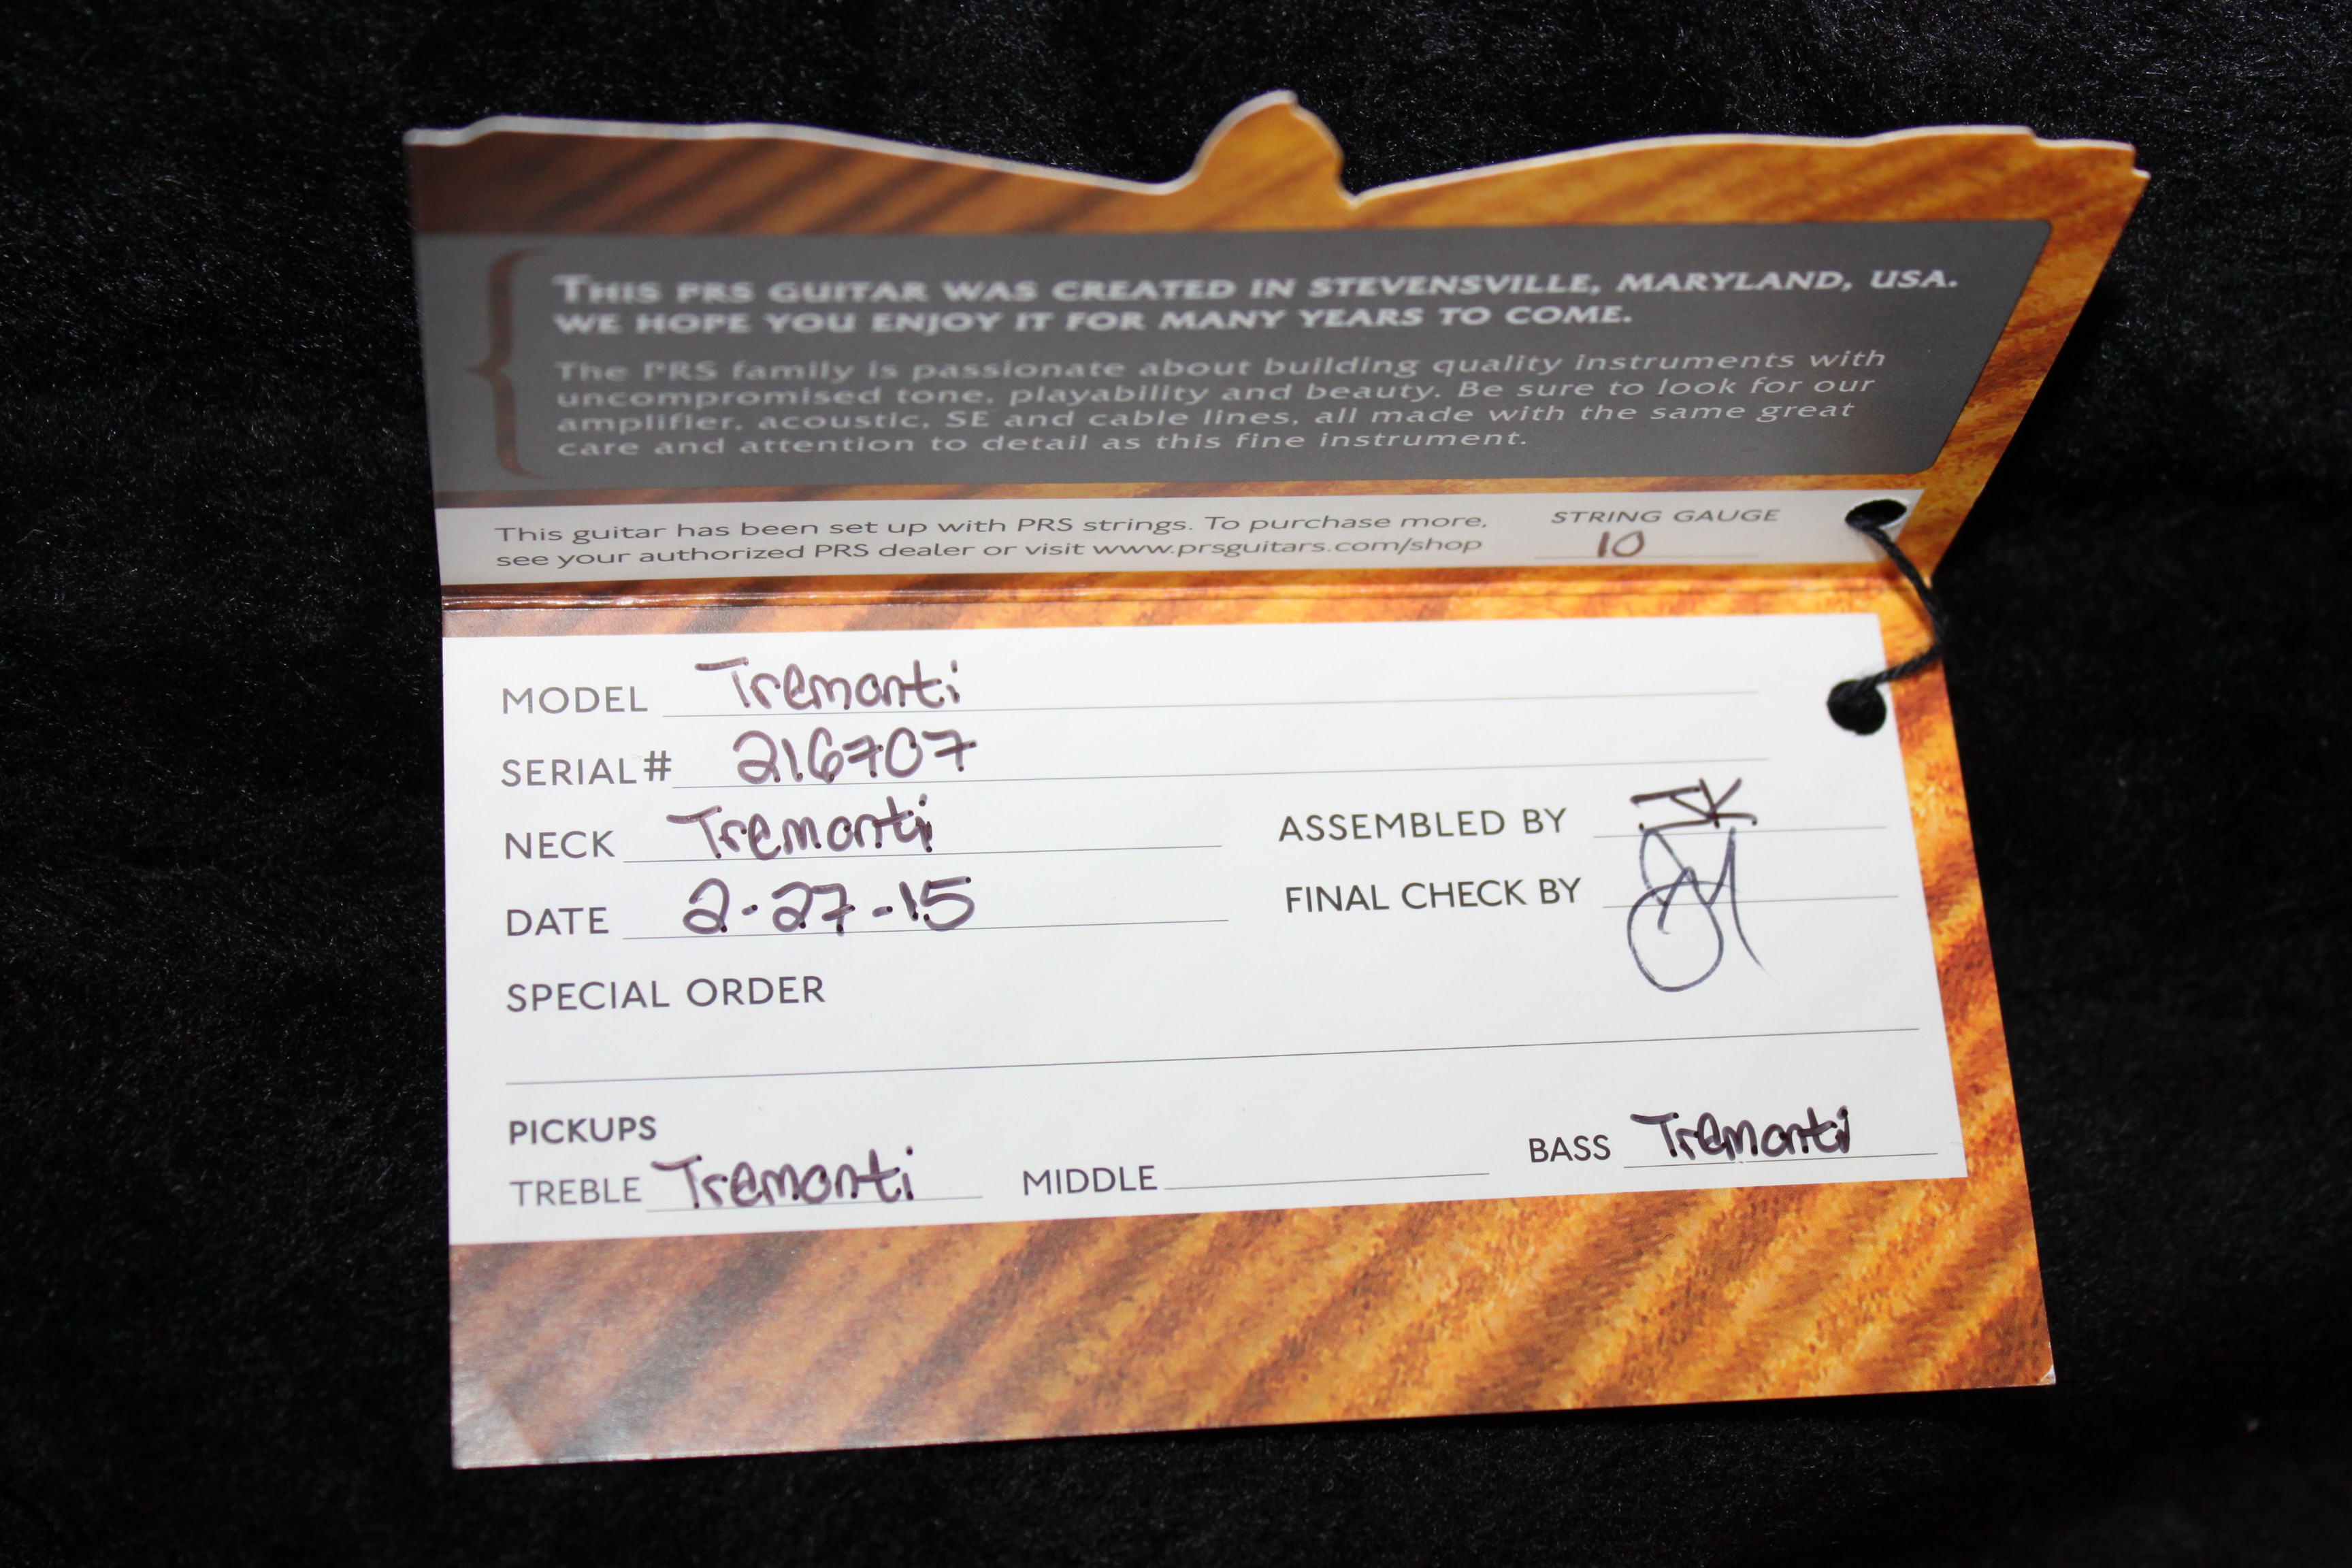 THIS PRS GUITAR WAS CREATED IN STEVENSVILLE, MARYLAND, USA.
WE HOPE YOU ENJOY IT FOR MANY YEARS TO COME.
The PRS family is passionate about building quality instruments with
uncompromised tone, playability and beauty. Be sure to look for our
amplifier, acoustic, SE and cable lines, all made with the same great
care and attention to detail as this fine instrument.
This guitar has been set up with PRS strings. To purchase more,
see your authorized PRS dealer or visit www.prsguitars.com/shop
STRING GAUGE
10
MODEL Tremonti
SERIAL# 216707
NECK Tremonti
ASSEMBLED BY
DATE 2-27-15
FINAL CHECK BY
SPECIAL ORDER
PICKUPS
TREBLE Tremonti MIDDLE BASS Tremonti